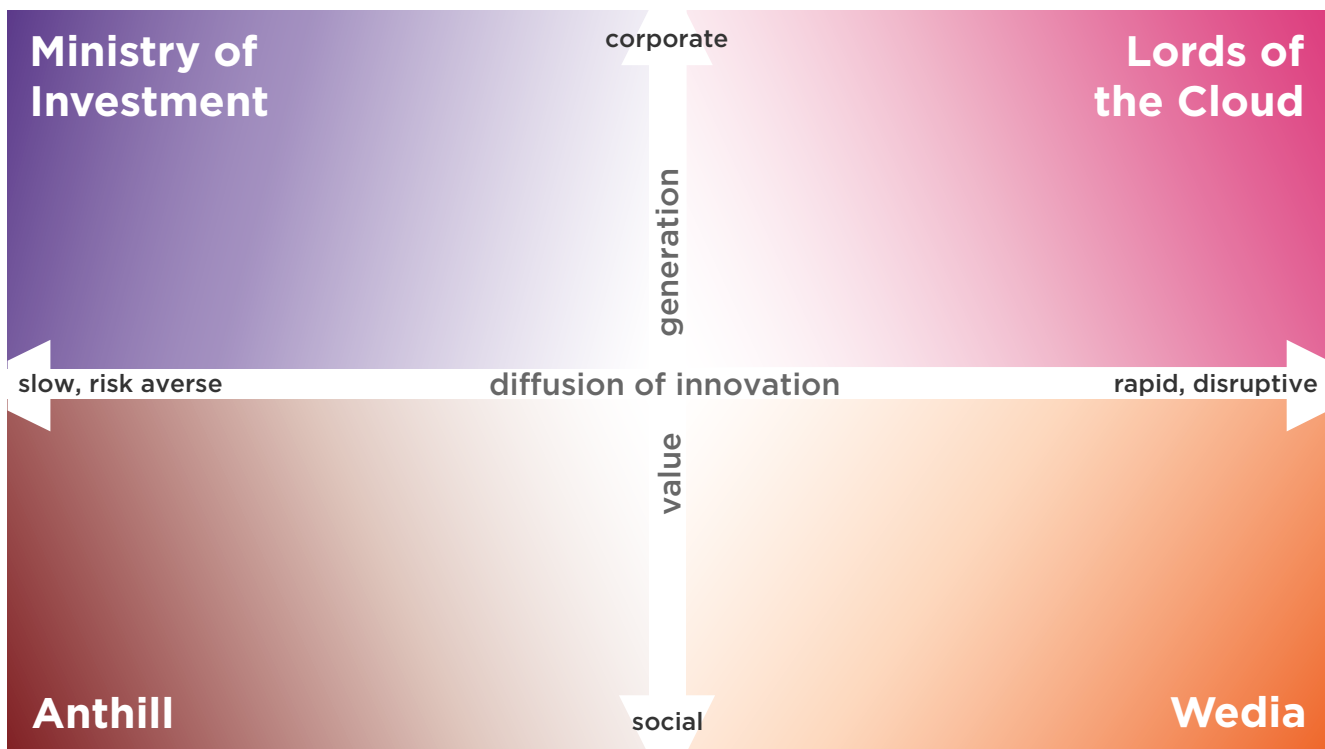 Ministry of
Investment
corporate
Lords of
the Cloud
generation
slow, risk averse
diffusion of innovation
rapid, disruptive
value
Anthill
social
Wedia